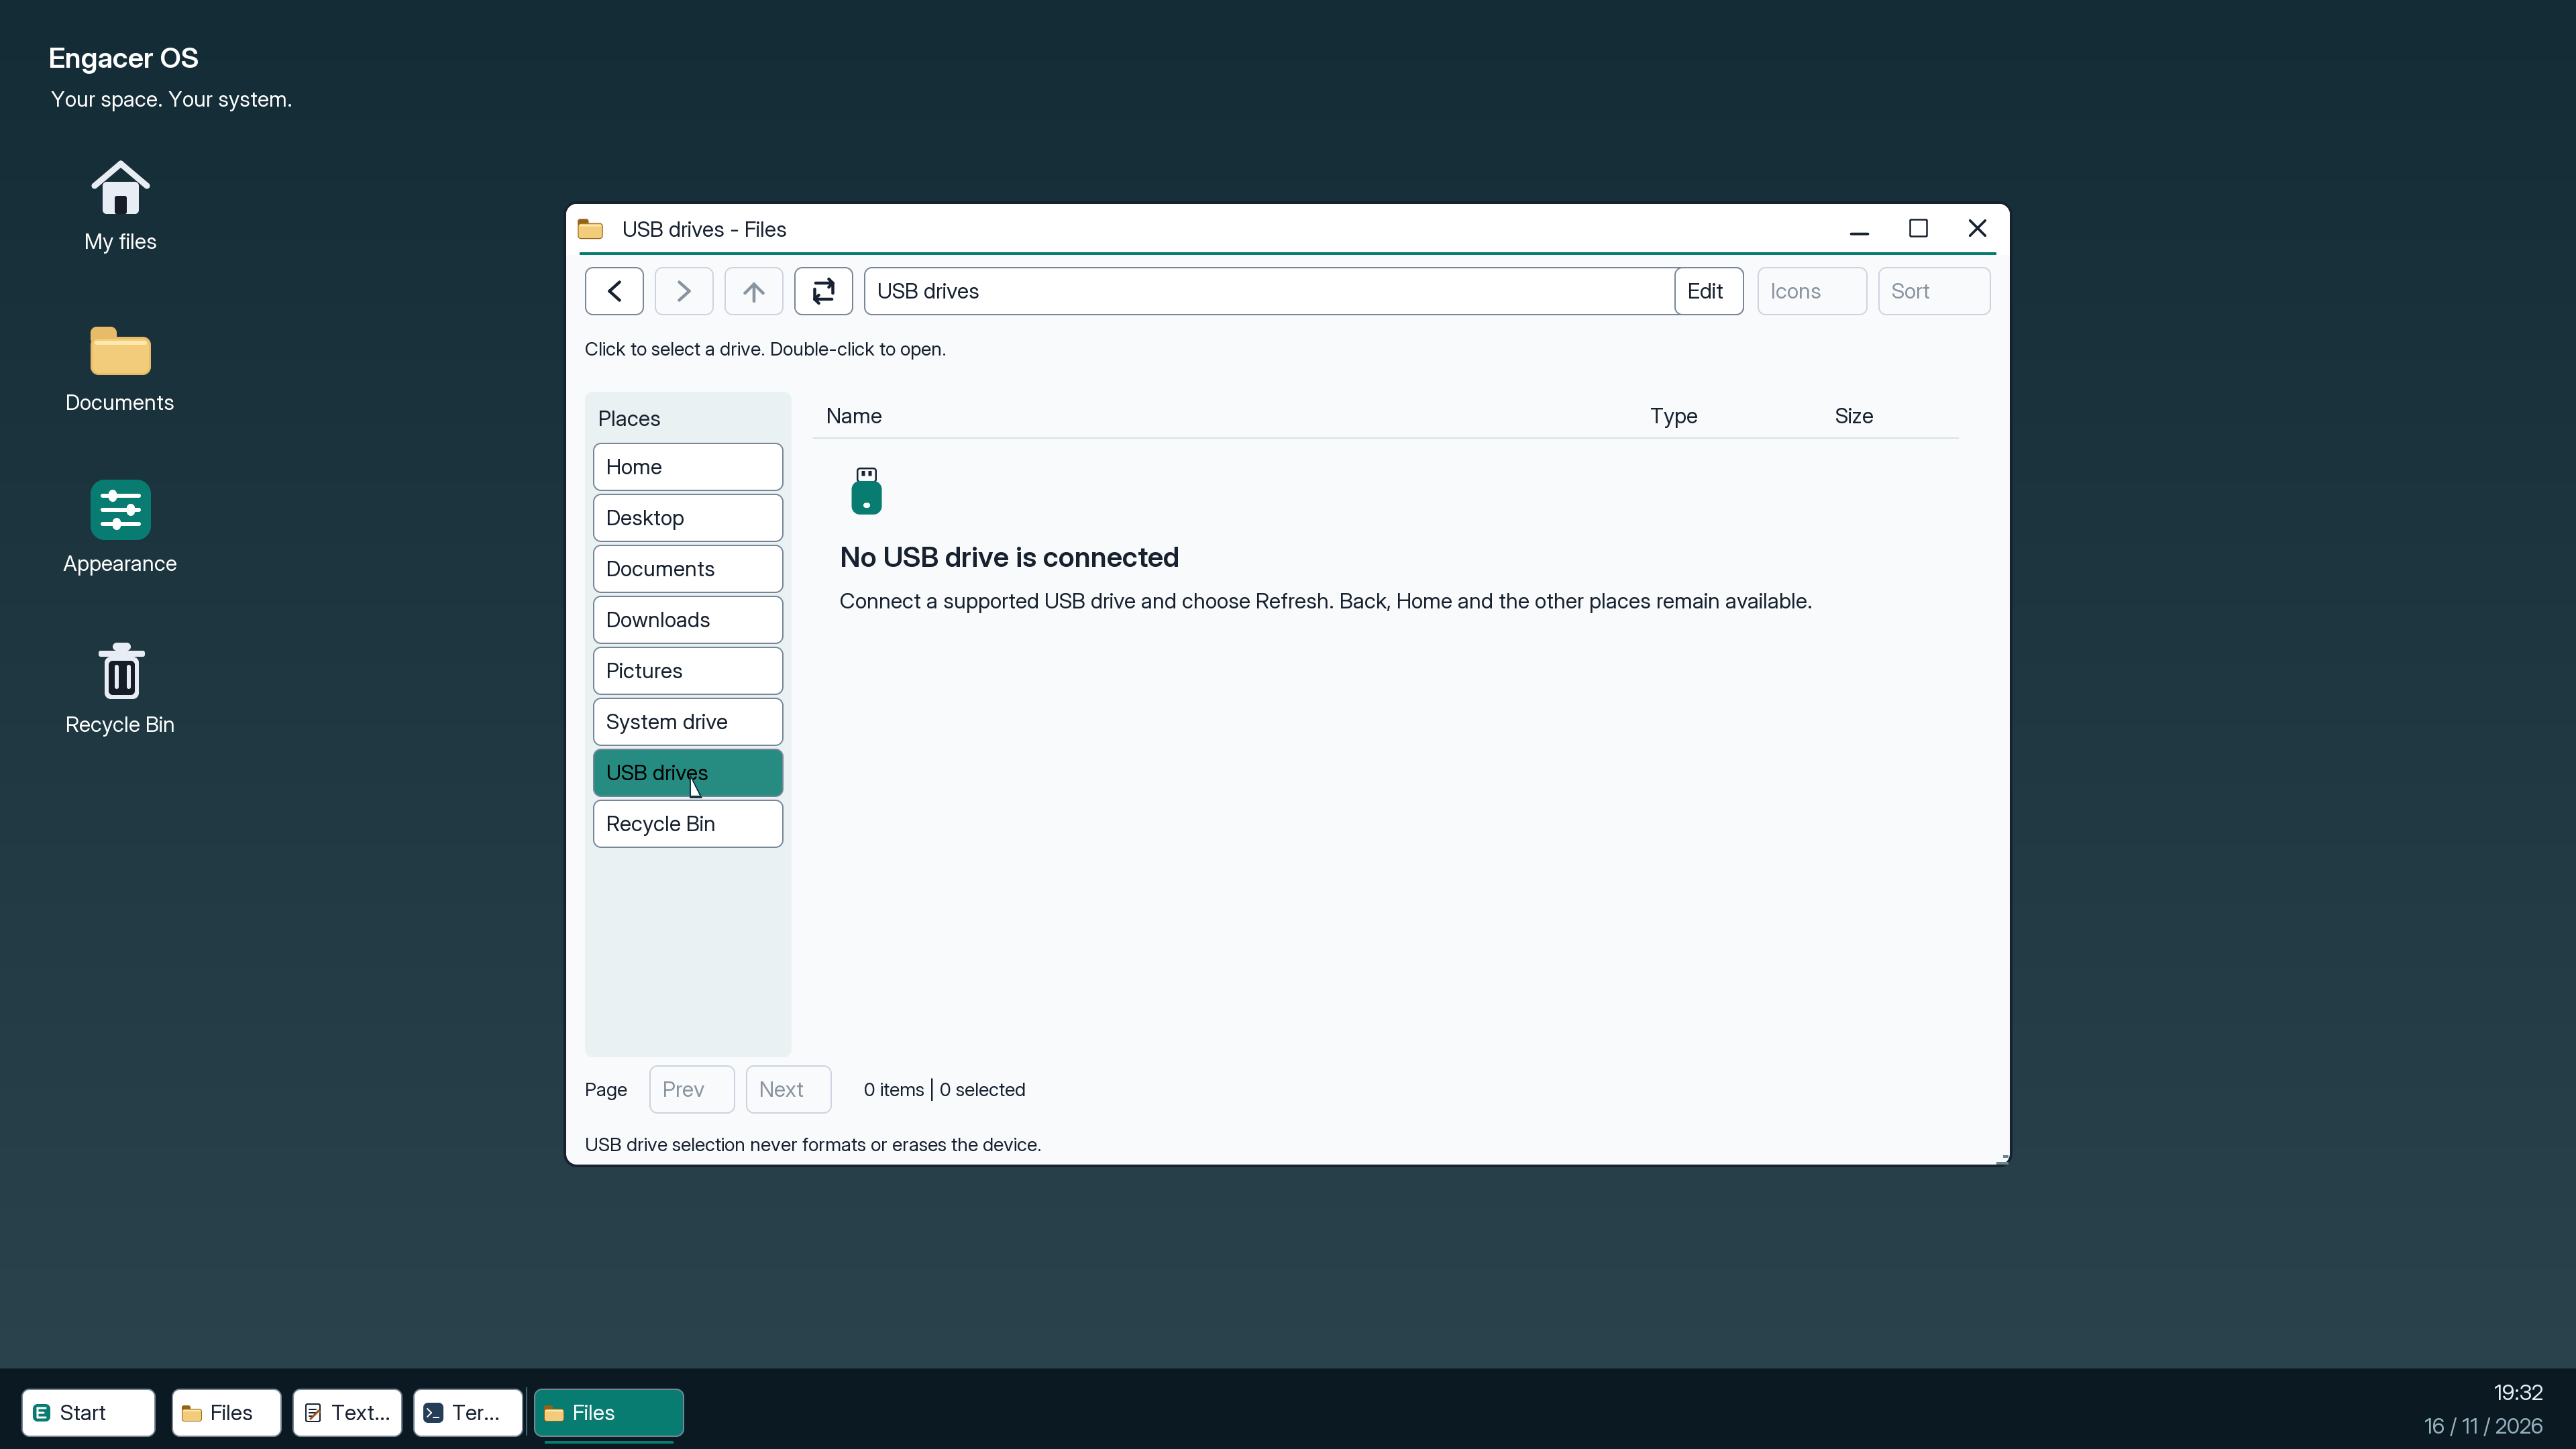 Engacer OS
Your space. Your system.
My files
Documents
Appearance
Recycle Bin
USB drives - Files
USB drives
Edit
Icons
Sort
Click to select a drive. Double-click to open.
Places
Home
Desktop
Documents
Downloads
Pictures
System drive
USB drives
Recycle Bin
Name Type Size
No USB drive is connected
Connect a supported USB drive and choose Refresh. Back, Home and the other places remain available.
Page Prev Next 0 items | 0 selected
USB drive selection never formats or erases the device.
Start
Files
Text...
Ter...
Files
19:32
16 / 11 / 2026